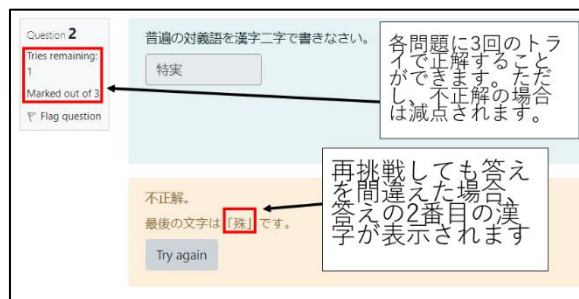 Question 2
Tries remaining:
1
Marked out of 3
Flag question
普遍の対義語を漢字二字で書きなさい。
特実
各問題に3回のトラ
イで正解すること
ができます。ただ
し、不正解の場合
は減点されます。
不正解。
最後の文字は「殊」です。
Try again
再挑戦しても答え
を間違えた場合、
答えの2番目の漢
字が表示されます